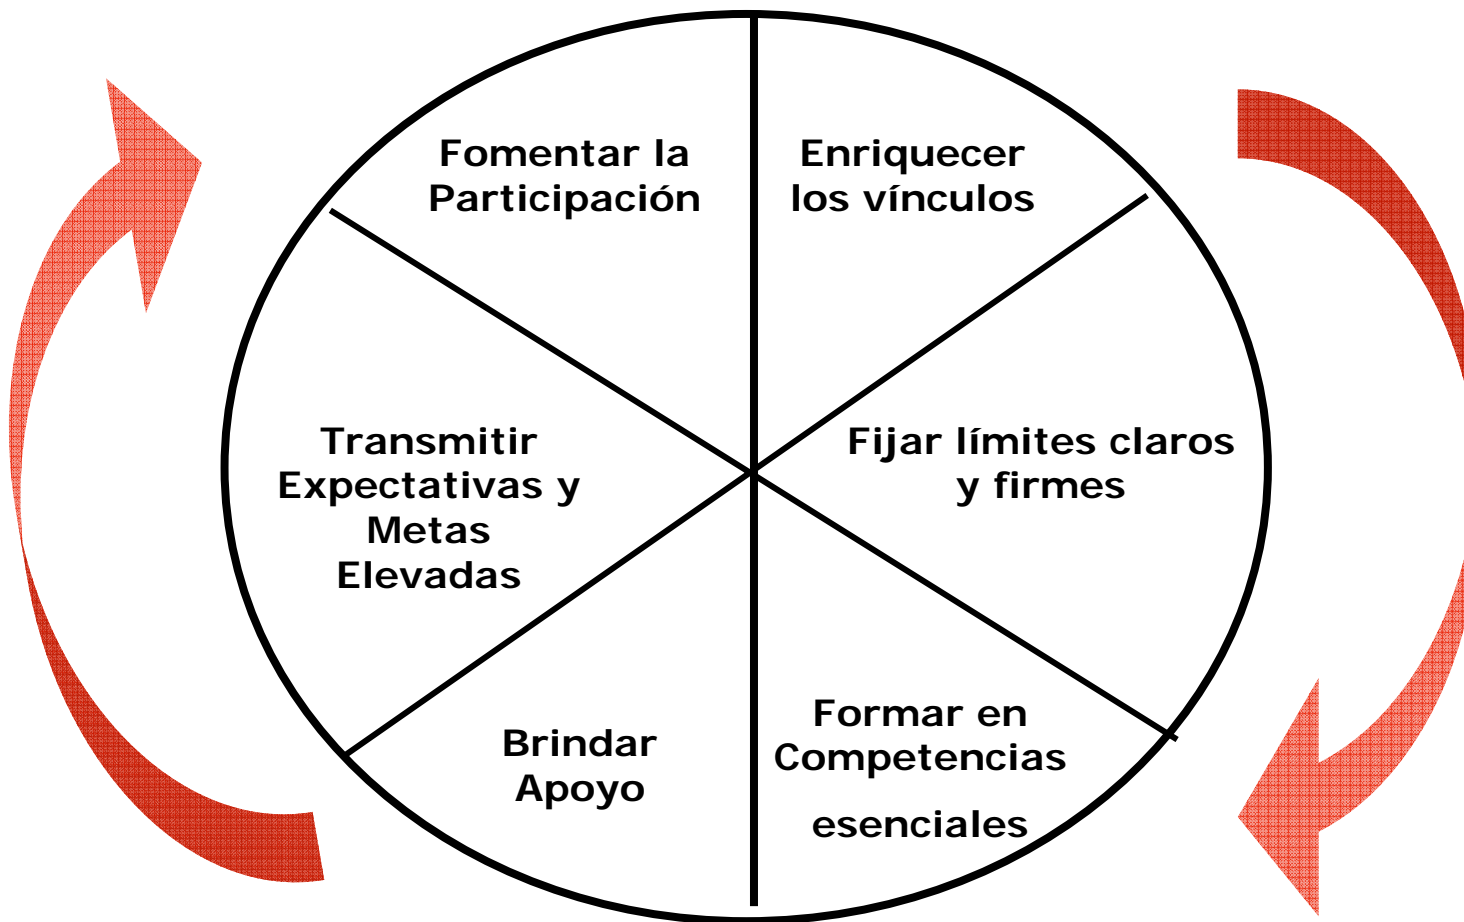 Fomentar la
Participación
Enriquecer
los vínculos
Transmitir
Expectativas y
Metas
Elevadas
Fijar límites claros
y firmes
Brindar
Apoyo
Formar en
Competencias
esenciales